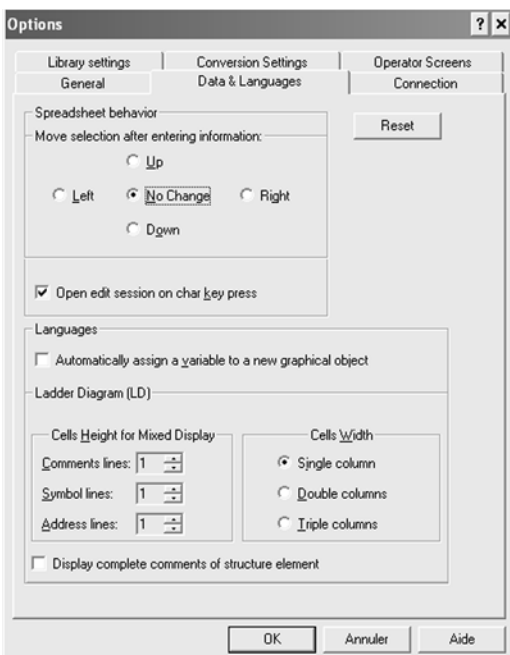 Options
Library settings Conversion Settings Operator Screens
General Data & Languages Connection
Spreadsheet behavior
Reset
Move selection after entering information:
Up
Left No Change Right
Down
Open edit session on char key press
Languages
Automatically assign a variable to a new graphical object
Ladder Diagram (LD)
Cells Height for Mixed Display Cells Width
Comments lines: 1 Single column
Symbol lines: 1 Double columns
Address lines: 1 Triple columns
Display complete comments of structure element
OK Annuler Aide